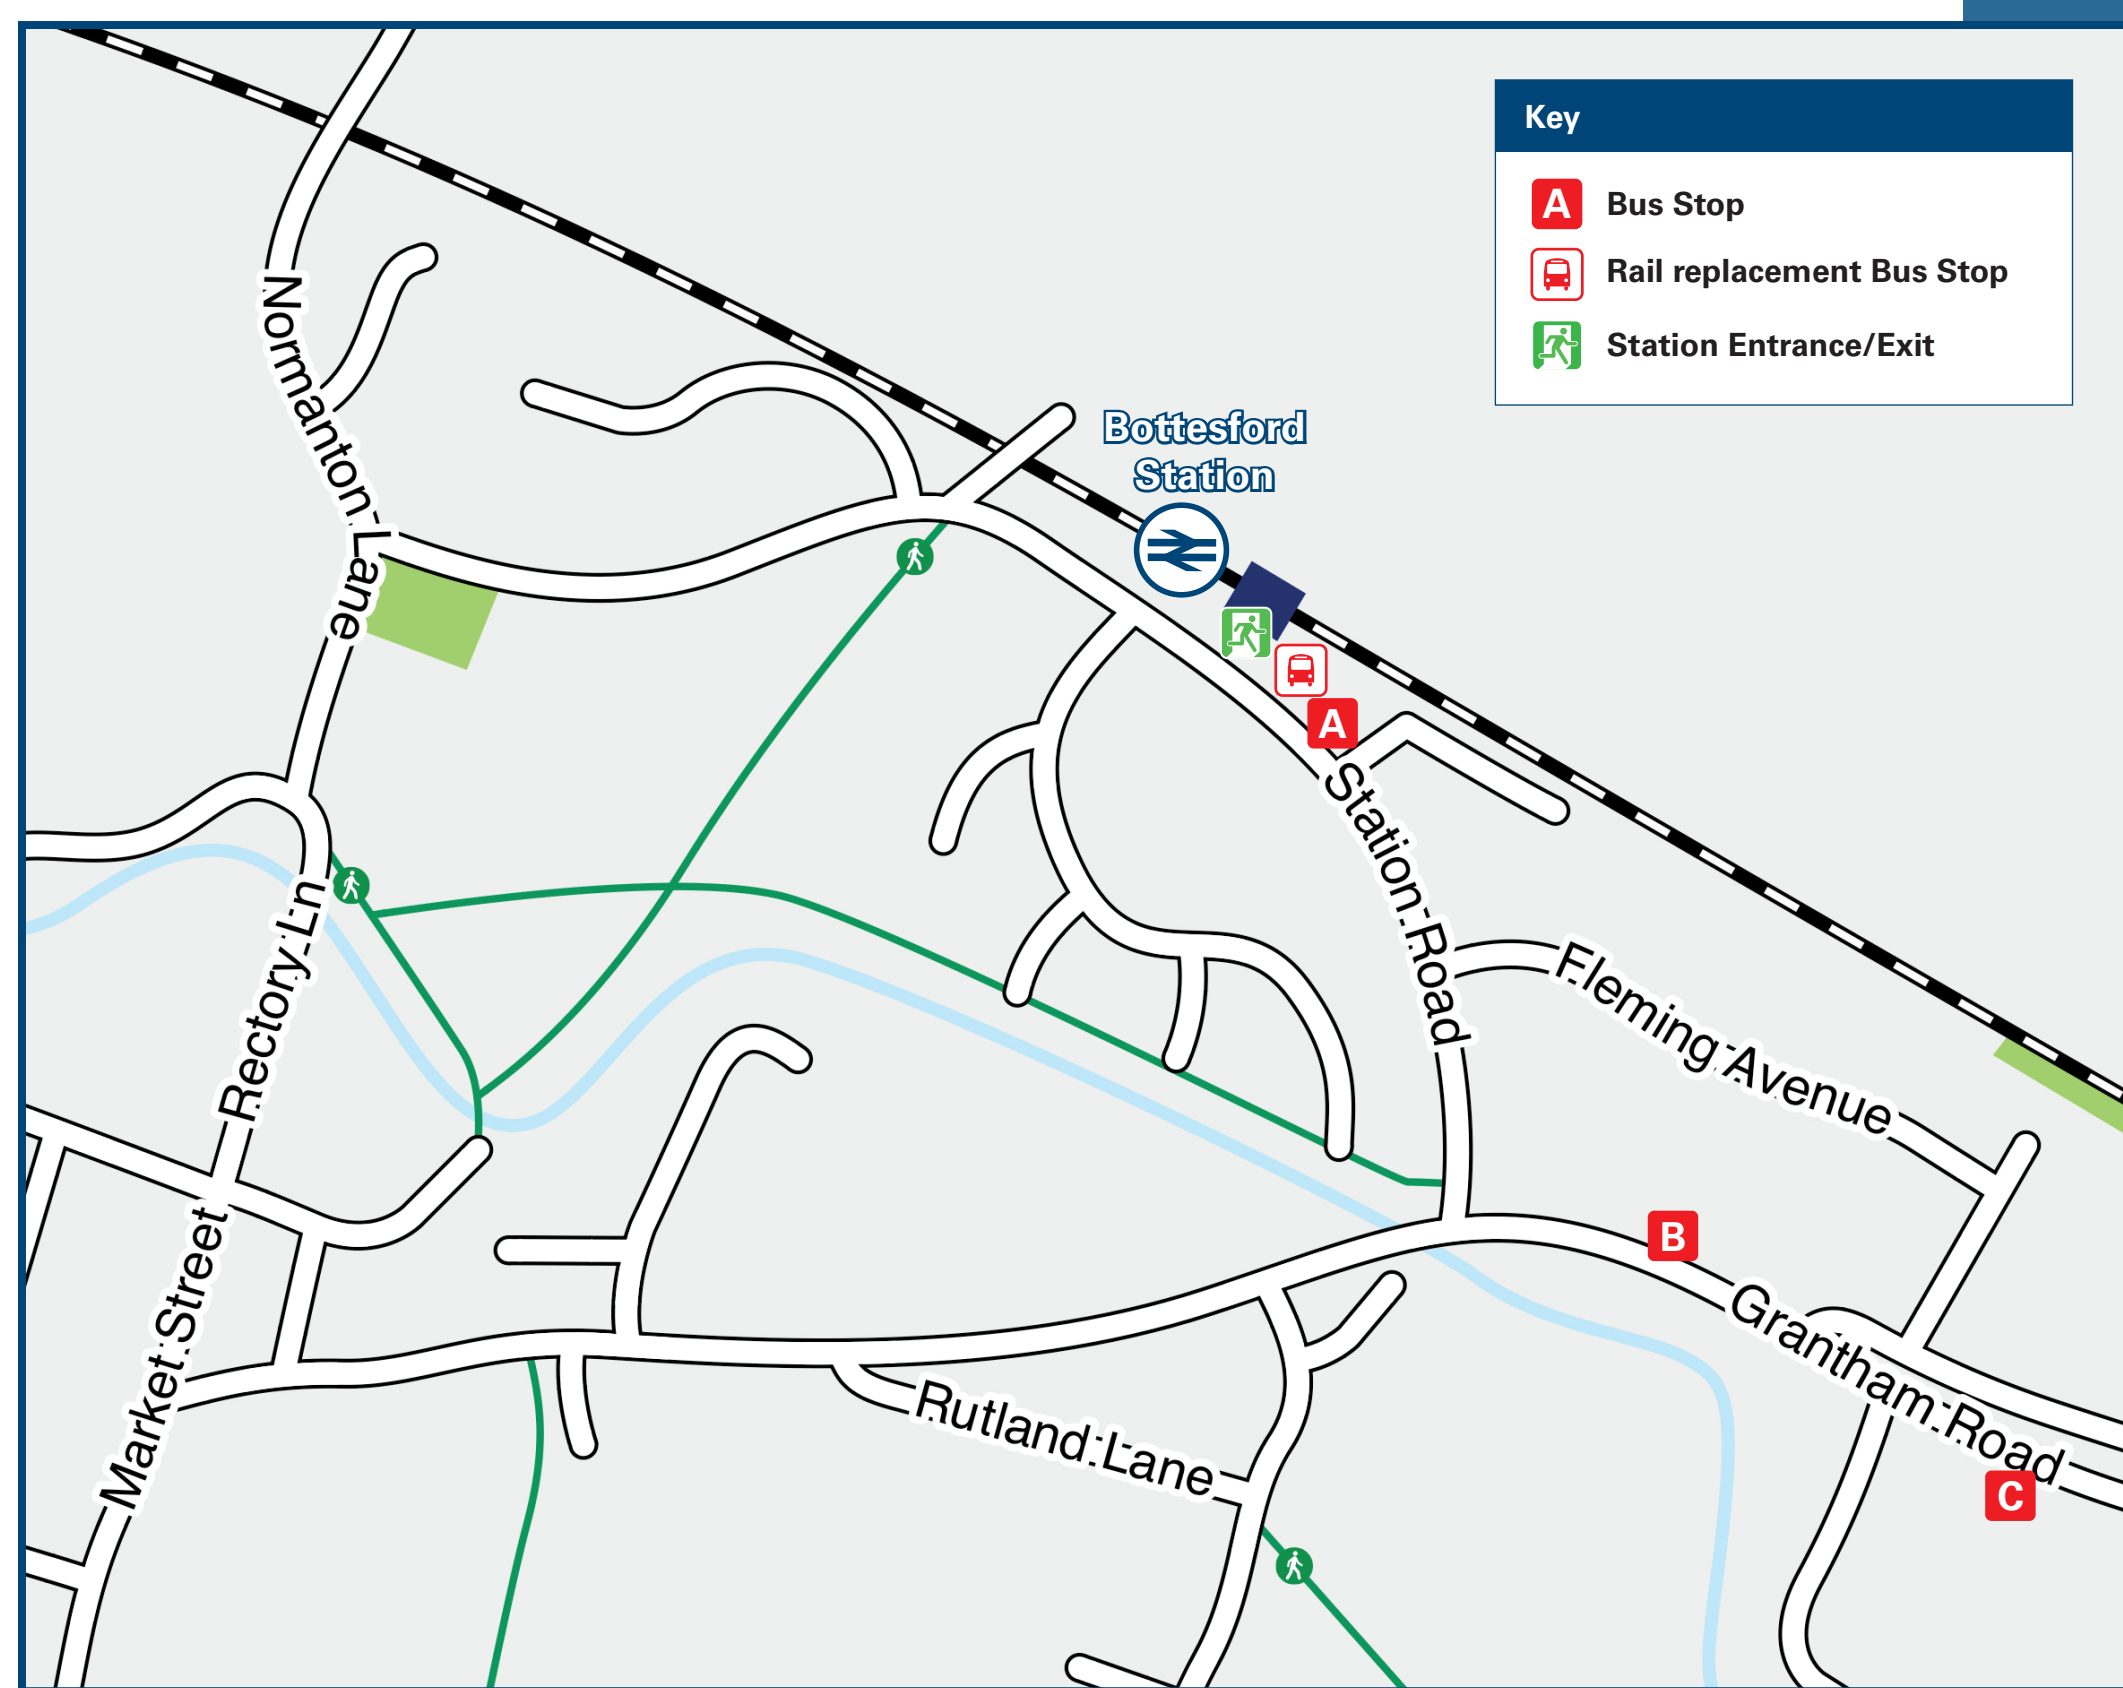 Key
A
Bus Stop
Rail replacement Bus Stop
Station Entrance/Exit
Normanton Lane
Bottesford
Station
A
Station Road
Rectory Ln
Fleming Avenue
B
Market Street
Grantham Road
Rutland Lane
C